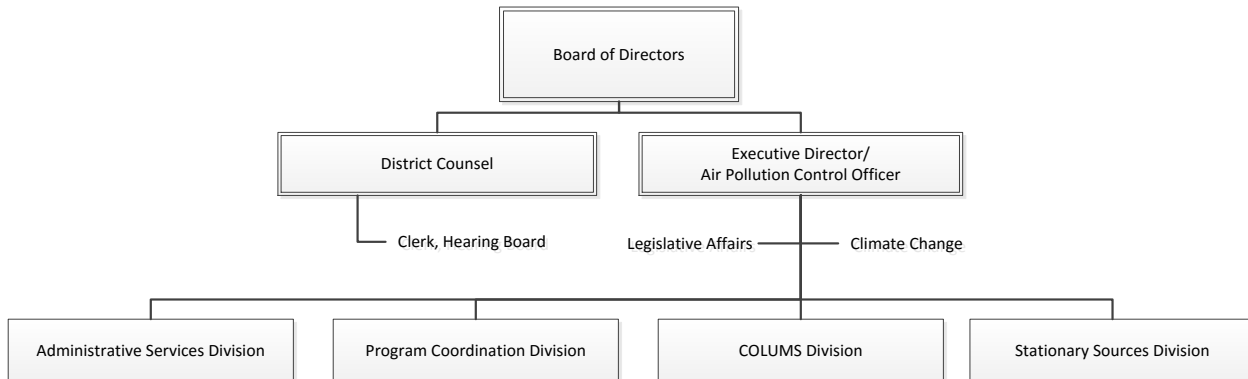 Board of Directors
District Counsel
Executive Director/
Air Pollution Control Officer
Clerk, Hearing Board
Legislative Affairs
Climate Change
Administrative Services Division
Program Coordination Division
COLUMS Division
Stationary Sources Division